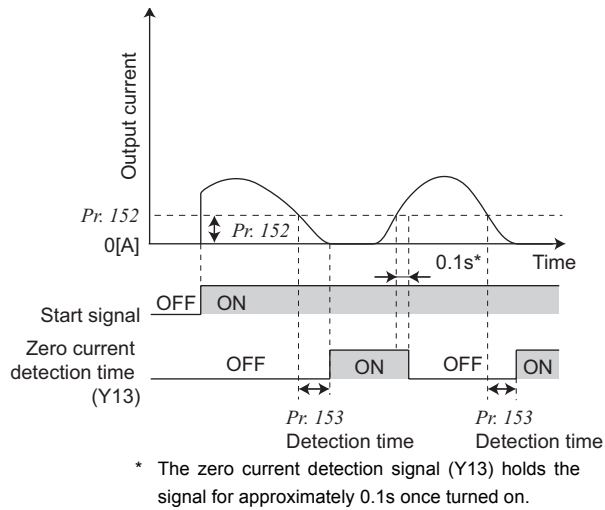 Output current
Pr. 152
Pr. 152
0[A]
0.1s*
Time
Start signal
OFF
ON
Zero current
detection time
(Y13)
OFF
ON
OFF
ON
Pr. 153
Detection time
Pr. 153
Detection time
* The zero current detection signal (Y13) holds the
signal for approximately 0.1s once turned on.